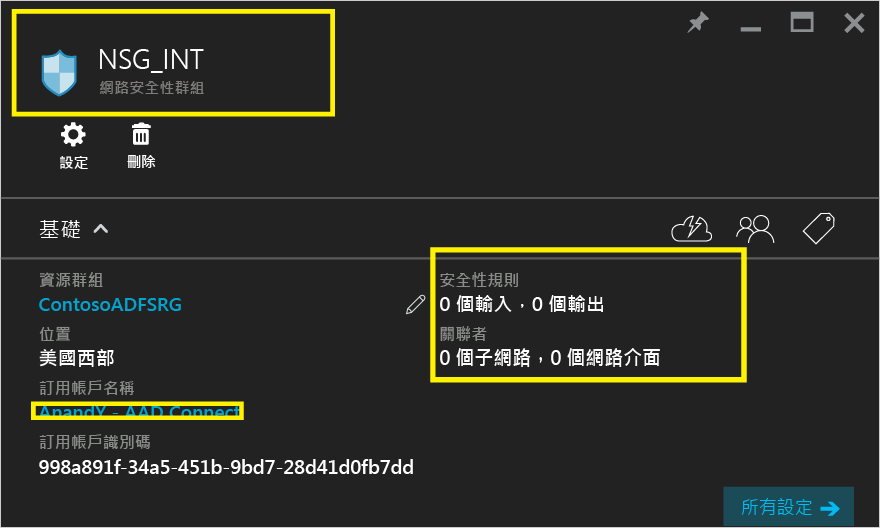 NSG_INT
網路安全性群組
設定
刪除
基礎
資源群組
ContosoADFSRG
位置
美國西部
訂用帳戶名稱
AnandY - AAD Connect
訂用帳戶識別碼
998a891f-34a5-451b-9bd7-28d41d0fb7dd
安全性規則
0 個輸入，0 個輸出
關聯者
0 個子網路，0 個網路介面
所有設定